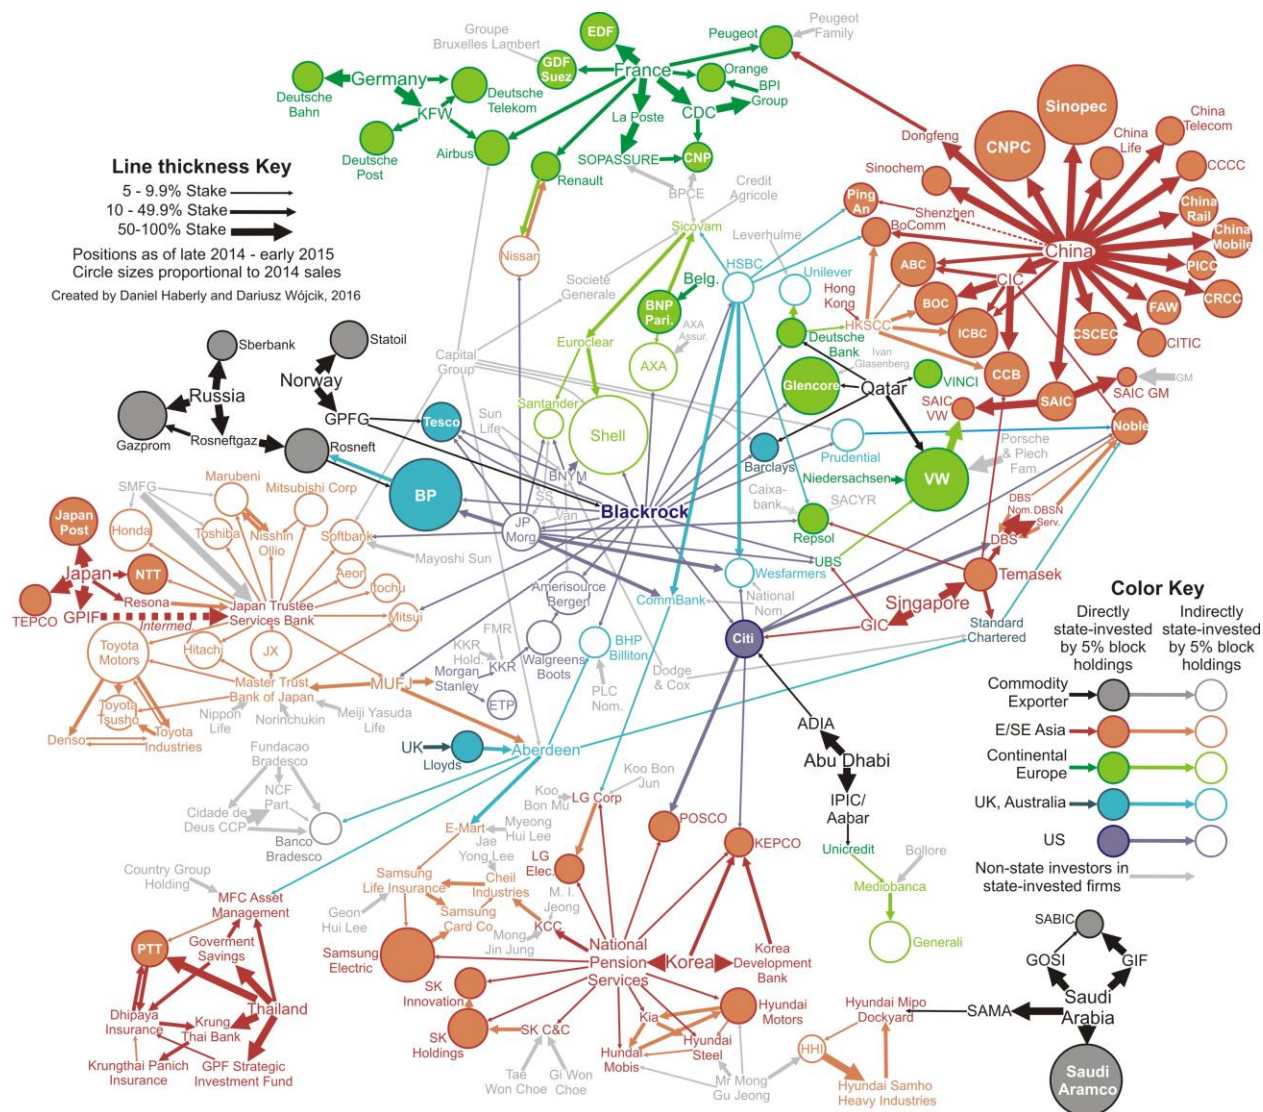 Groupe
Bruxelles Lambert
EDF
Peugeot
Peugeot
Family
GDF
Suez
France
Orange
BPI
Group
Germany
Deutsche
Bahn
Deutsche
Telekom
KFW
La Poste
CDC
Deutsche
Post
Airbus
SOPASSURE
CNP
Renault
BPCE
Credit
Agricole
Sinopec
CNPC
China
Telecom
China
Life
Dongfeng
Sinochem
CCCC
Ping
An
Shenzhen
BoComm
China
Rail
China
Mobile
China
PICC
ABC
CIC
CRCC
BOC
ICBC
FAW
CSCEC
CITIC
CCB
SAIC
SAIC GM
GM
SAIC
VW
Line thickness Key
5 - 9.9% Stake
10 - 49.9% Stake
50-100% Stake
Positions as of late 2014 - early 2015
Circle sizes proportional to 2014 sales
Created by Daniel Haberly and Dariusz Wójcik, 2016
Sicovam
Leverhulme
Nissan
HSBC
Unilever
Hong
Kong
HKSCC
Societé
Generale
Belg.
BNP
Pari.
AXA
Assur.
Deutsche
Bank
Ivan
Glasenberg
Euroclear
AXA
Capital
Group
Glencore
Qatar
VINCI
Sberbank
Statoil
Russia
Norway
GPFG
Gazprom
Rosneftgaz
Rosneft
Tesco
Sun
Life
Santander
Shell
Barclays
Prudential
Noble
Porsche
& Piech
Fam.
Niedersachsen
VW
BP
BNYM
SS
Van
Caixa-
bank
SACYR
Blackrock
Repsol
JP
Morg
DBS
Nom.
DBSN
Serv.
DBS
SMFG
Marubeni
Mitsubishi Corp
Honda
Toshiba
Nisshin
Ollio
Softbank
Mayoshi Sun
Japan
Post
Japan
NTT
Resona
Aeon
Itochu
TEPCO
GPIF
Intermed.
Japan Trustee
Services Bank
Mitsui
Amerisource
Bergen
CommBank
Wesfarmers
National
Nom.
UBS
Temasek
Singapore
GIC
Standard
Chartered
Toyota
Motors
Hitach
JX
FMR
KKR
Hold.
KKR
Walgreens
Boots
BHP
Billiton
Citi
Master Trust
Bank of Japan
MUFJ
Morgan
Stanley
ETP
PLC
Nom.
Dodge
& Cox
Toyota
Tsusho
Nippon
Life
Norinchukin
Meiji Yasuda
Life
Denso
Toyota
Industries
UK
Lloyds
Aberdeen
ADIA
Abu Dhabi
IPIC/
Aabar
Color Key
Directly
state-invested
by 5% block
holdings
Indirectly
state-invested
by 5% block
holdings
Commodity
Exporter
E/SE Asia
Continental
Europe
UK, Australia
US
Non-state investors in
state-invested firms
Fundacao
Bradesco
NCF
Part
Cidade de
Deus CCP
Banco
Bradesco
Koo
Bon Mu
Koo Bon
Jun
LG Corp
E-Mart
Myeong
Hui Lee
POSCO
KEPCO
Unicredit
Bollore
Mediobanca
Generali
Country Group
Holding
MFC Asset
Management
Jae
Yong Lee
Samsung
Life Insurance
Cheil
Industries
LG
Elec.
M. I.
Jeong
Geon
Hui Lee
Samsung
Card Co
KCC
Mong
Jin Jung
PTT
Goverment
Savings
Samsung
Electric
National
Pension
Services
Korea
Korea
Development
Bank
Thailand
Dhipaya
Insurance
Krung
Thai Bank
SK
Innovation
SK
Holdings
SK C&C
Kia
Hyundai
Motors
Hyundai
Steel
Hundai
Mobis
Krungthai Panich
Insurance
GPF Strategic
Investment Fund
Tae
Won Choe
Gi Won
Choe
Mr Mong
Gu Jeong
HHI
Hyundai Mipo
Dockyard
Hyundai Samho
Heavy Industries
SABIC
GOSI
GIF
SAMA
Saudi
Arabia
Saudi
Aramco